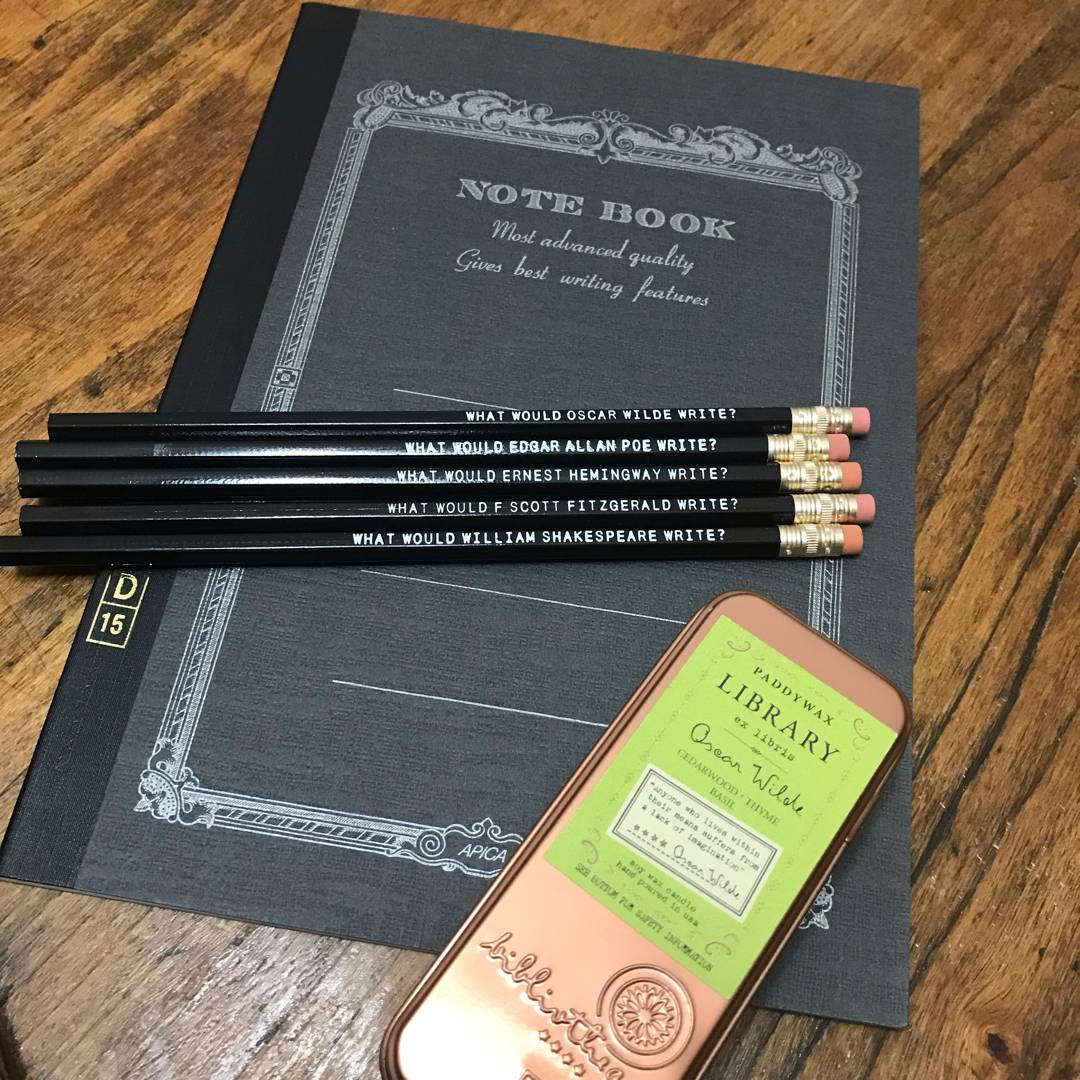 NOTE BOOK
Most advanced quality
Gives best writing features
WHAT WOULD OSCAR WILDE WRITE?
WHAT WOULD EDGAR ALLAN POE WRITE?
WHAT WOULD ERNEST HEMINGWAY WRITE?
WHAT WOULD F SCOTT FITZGERALD WRITE?
WHAT WOULD WILLIAM SHAKESPEARE WRITE?
D
15
APICA
PADDYWAX
LIBRARY
ex libris
Oscar Wilde
CEDARWOOD · THYME
BASIL
"Anyone who lives within
their means suffers from
a lack of imagination"
**** Oscar Wilde
soy wax candle
hand poured in usa
SEE BOTTOM FOR SAFETY INFORMATION